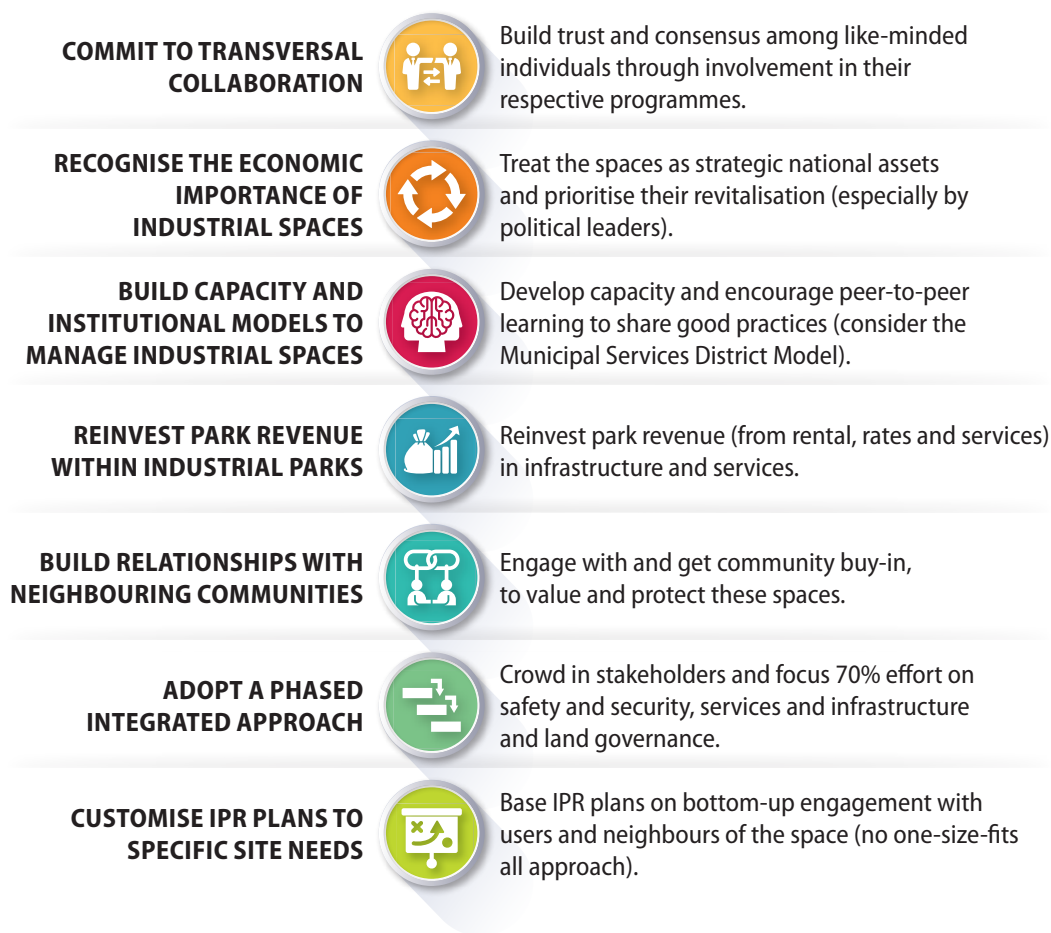 COMMIT TO TRANSVERSAL
COLLABORATION
Build trust and consensus among like-minded
individuals through involvement in their
respective programmes.
RECOGNISE THE ECONOMIC
IMPORTANCE OF
INDUSTRIAL SPACES
Treat the spaces as strategic national assets
and prioritise their revitalisation (especially by
political leaders).
BUILD CAPACITY AND
INSTITUTIONAL MODELS TO
MANAGE INDUSTRIAL SPACES
Develop capacity and encourage peer-to-peer
learning to share good practices (consider the
Municipal Services District Model).
REINVEST PARK REVENUE
WITHIN INDUSTRIAL PARKS
Reinvest park revenue (from rental, rates and services)
in infrastructure and services.
BUILD RELATIONSHIPS WITH
NEIGHBOURING COMMUNITIES
Engage with and get community buy-in,
to value and protect these spaces.
ADOPT A PHASED
INTEGRATED APPROACH
Crowd in stakeholders and focus 70% effort on
safety and security, services and infrastructure
and land governance.
CUSTOMISE IPR PLANS TO
SPECIFIC SITE NEEDS
Base IPR plans on bottom-up engagement with
users and neighbours of the space (no one-size-fits
all approach).